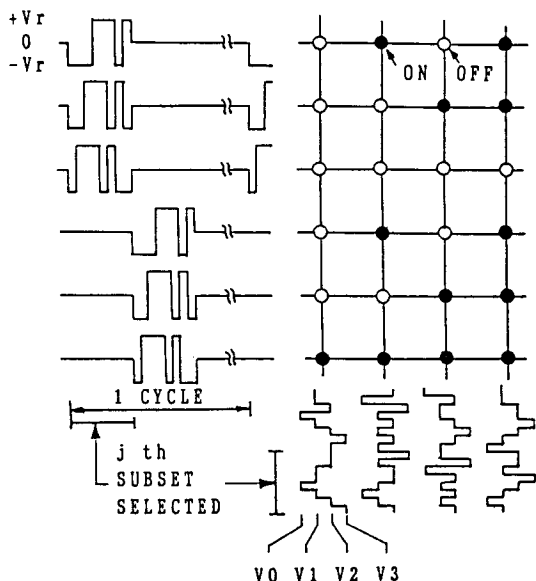 +Vr
0
-Vr
ON OFF
1 CYCLE
j th
SUBSET
SELECTED
V0 V1 V2 V3